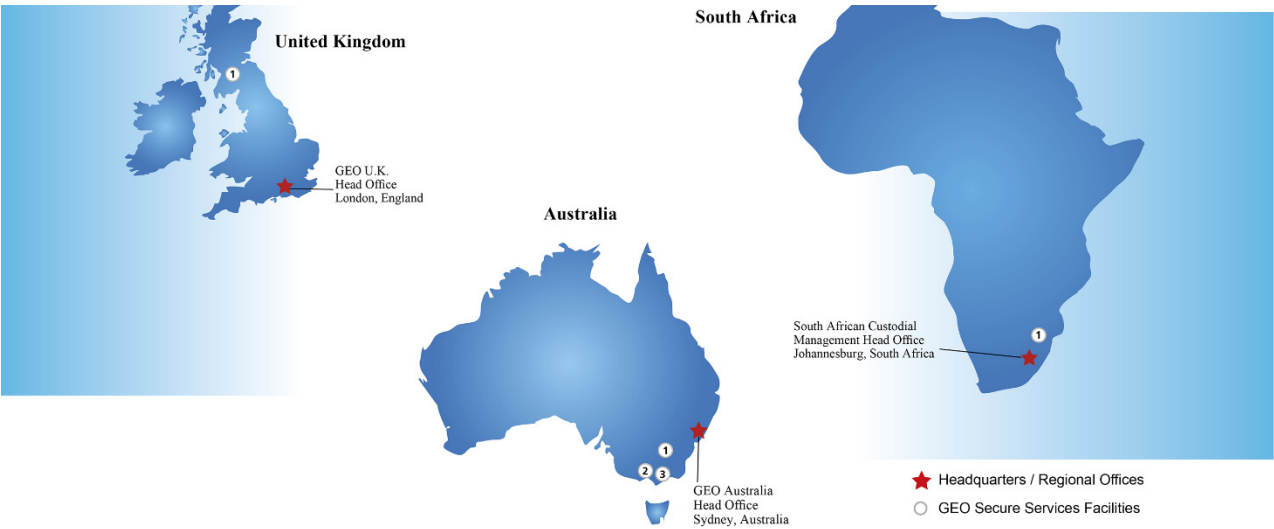 United Kingdom
1
GEO U.K.
Head Office
London, England
Australia
1
2
3
GEO Australia
Head Office
Sydney, Australia
South Africa
1
South African Custodial
Management Head Office
Johannesburg, South Africa
Headquarters / Regional Offices
GEO Secure Services Facilities